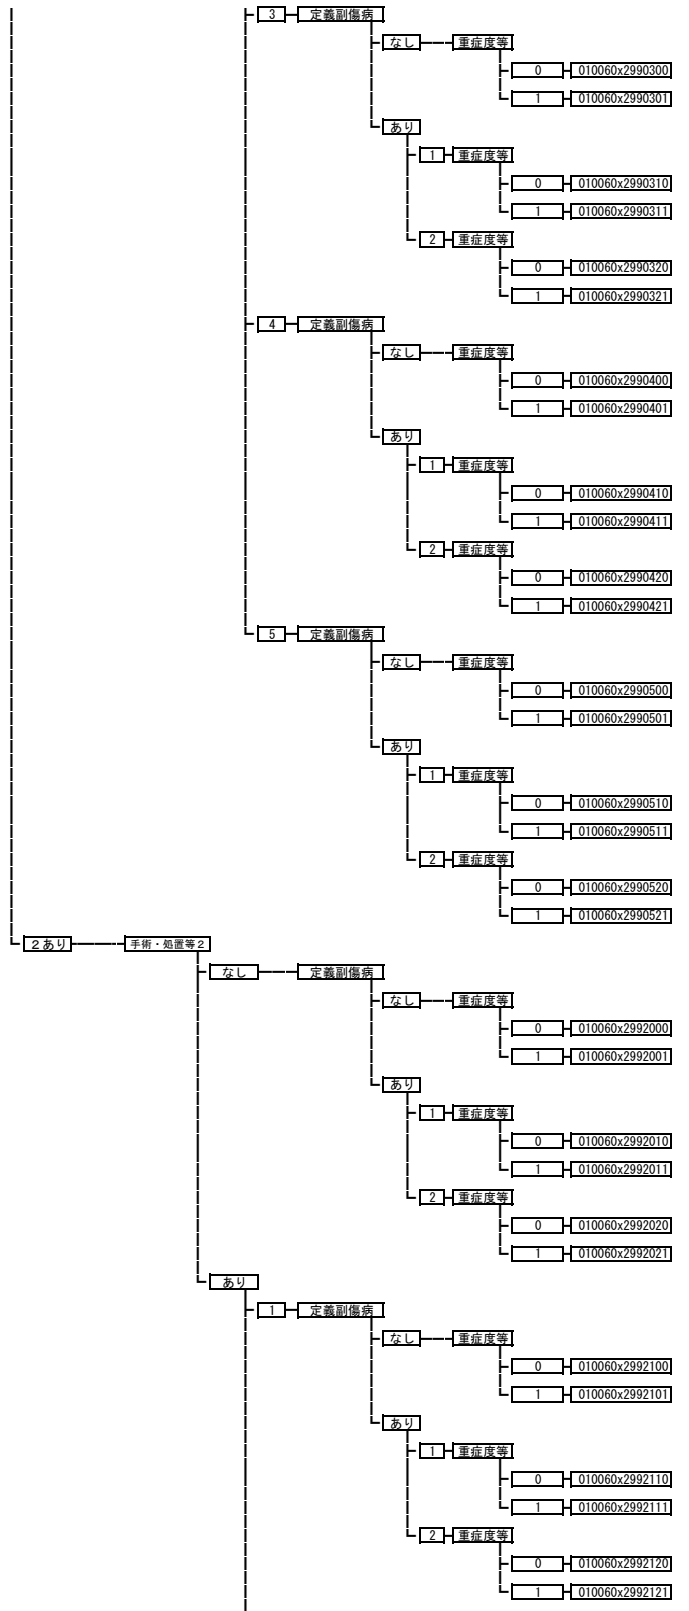 3 定義副傷病
なし 重症度等
0 010060x2990300
1 010060x2990301
あり
1 重症度等
0 010060x2990310
1 010060x2990311
2 重症度等
0 010060x2990320
1 010060x2990321
4 定義副傷病
なし 重症度等
0 010060x2990400
1 010060x2990401
あり
1 重症度等
0 010060x2990410
1 010060x2990411
2 重症度等
0 010060x2990420
1 010060x2990421
5 定義副傷病
なし 重症度等
0 010060x2990500
1 010060x2990501
あり
1 重症度等
0 010060x2990510
1 010060x2990511
2 重症度等
0 010060x2990520
1 010060x2990521
２あり 手術・処置等２
なし 定義副傷病
なし 重症度等
0 010060x2992000
1 010060x2992001
あり
1 重症度等
0 010060x2992010
1 010060x2992011
2 重症度等
0 010060x2992020
1 010060x2992021
あり
1 定義副傷病
なし 重症度等
0 010060x2992100
1 010060x2992101
あり
1 重症度等
0 010060x2992110
1 010060x2992111
2 重症度等
0 010060x2992120
1 010060x2992121